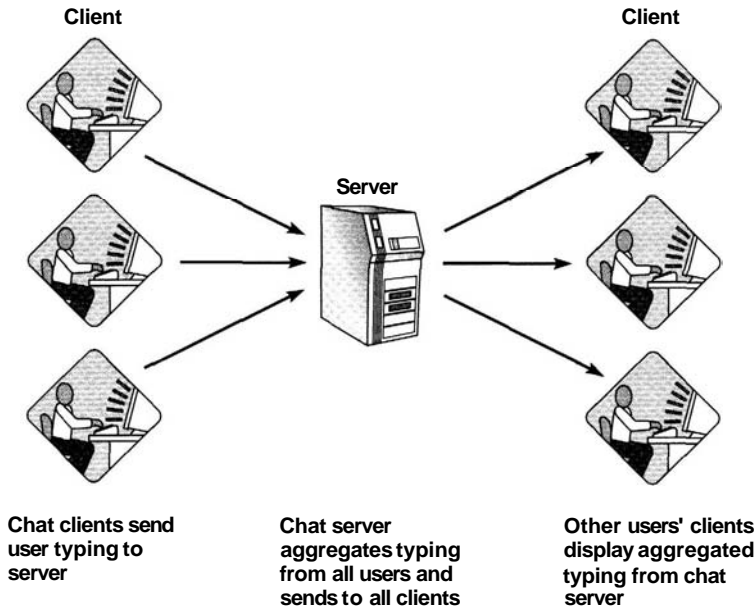 Client
Client
Server
Chat clients send
user typing to
server
Chat server
aggregates typing
from all users and
sends to all clients
Other users' clients
display aggregated
typing from chat
server